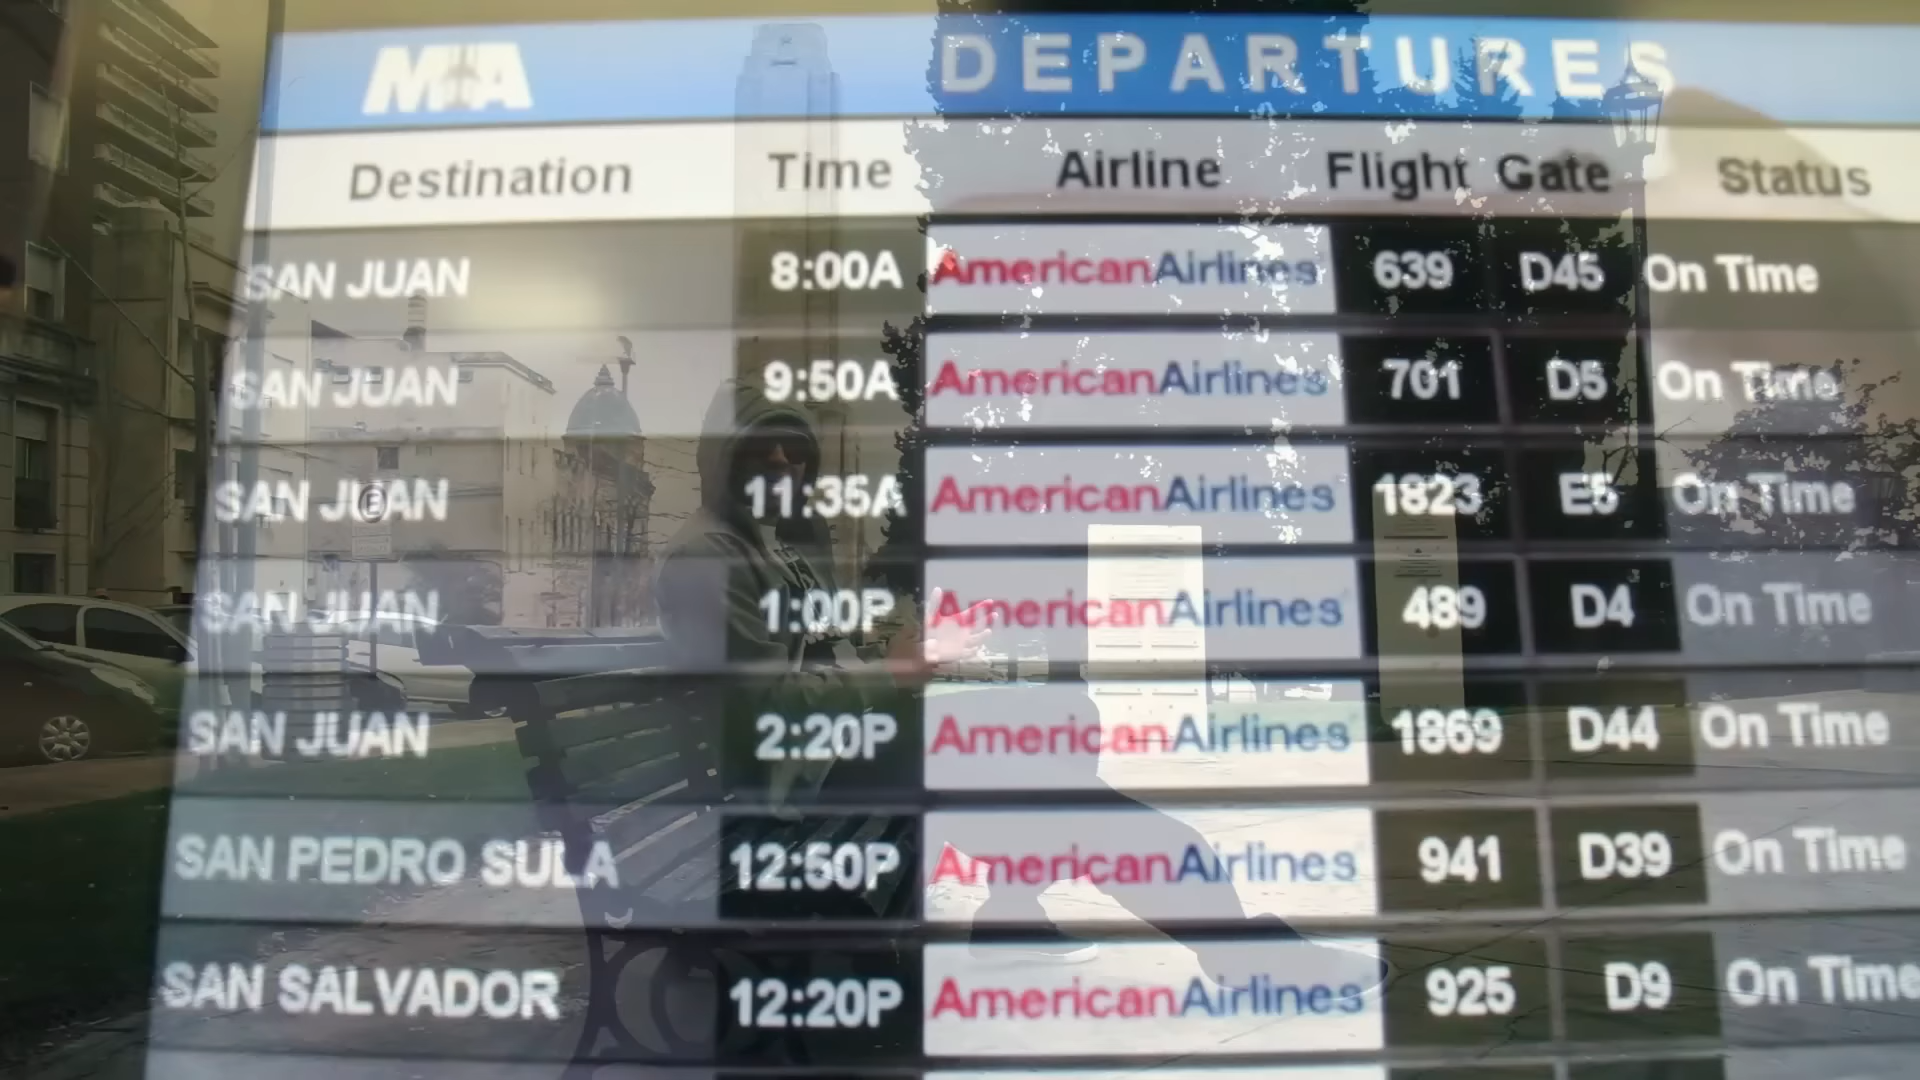 MIA DEPARTURES
Destination Time Airline Flight Gate Status
SAN JUAN 8:00A AmericanAirlines 639 D45 On Time
SAN JUAN 9:50A AmericanAirlines 701 D5 On Time
SAN JUAN 11:35A AmericanAirlines 1823 E5 On Time
SAN JUAN 1:00P AmericanAirlines 489 D4 On Time
SAN JUAN 2:20P AmericanAirlines 1869 D44 On Time
SAN PEDRO SULA 12:50P AmericanAirlines 941 D39 On Time
SAN SALVADOR 12:20P AmericanAirlines 925 D9 On Time
E